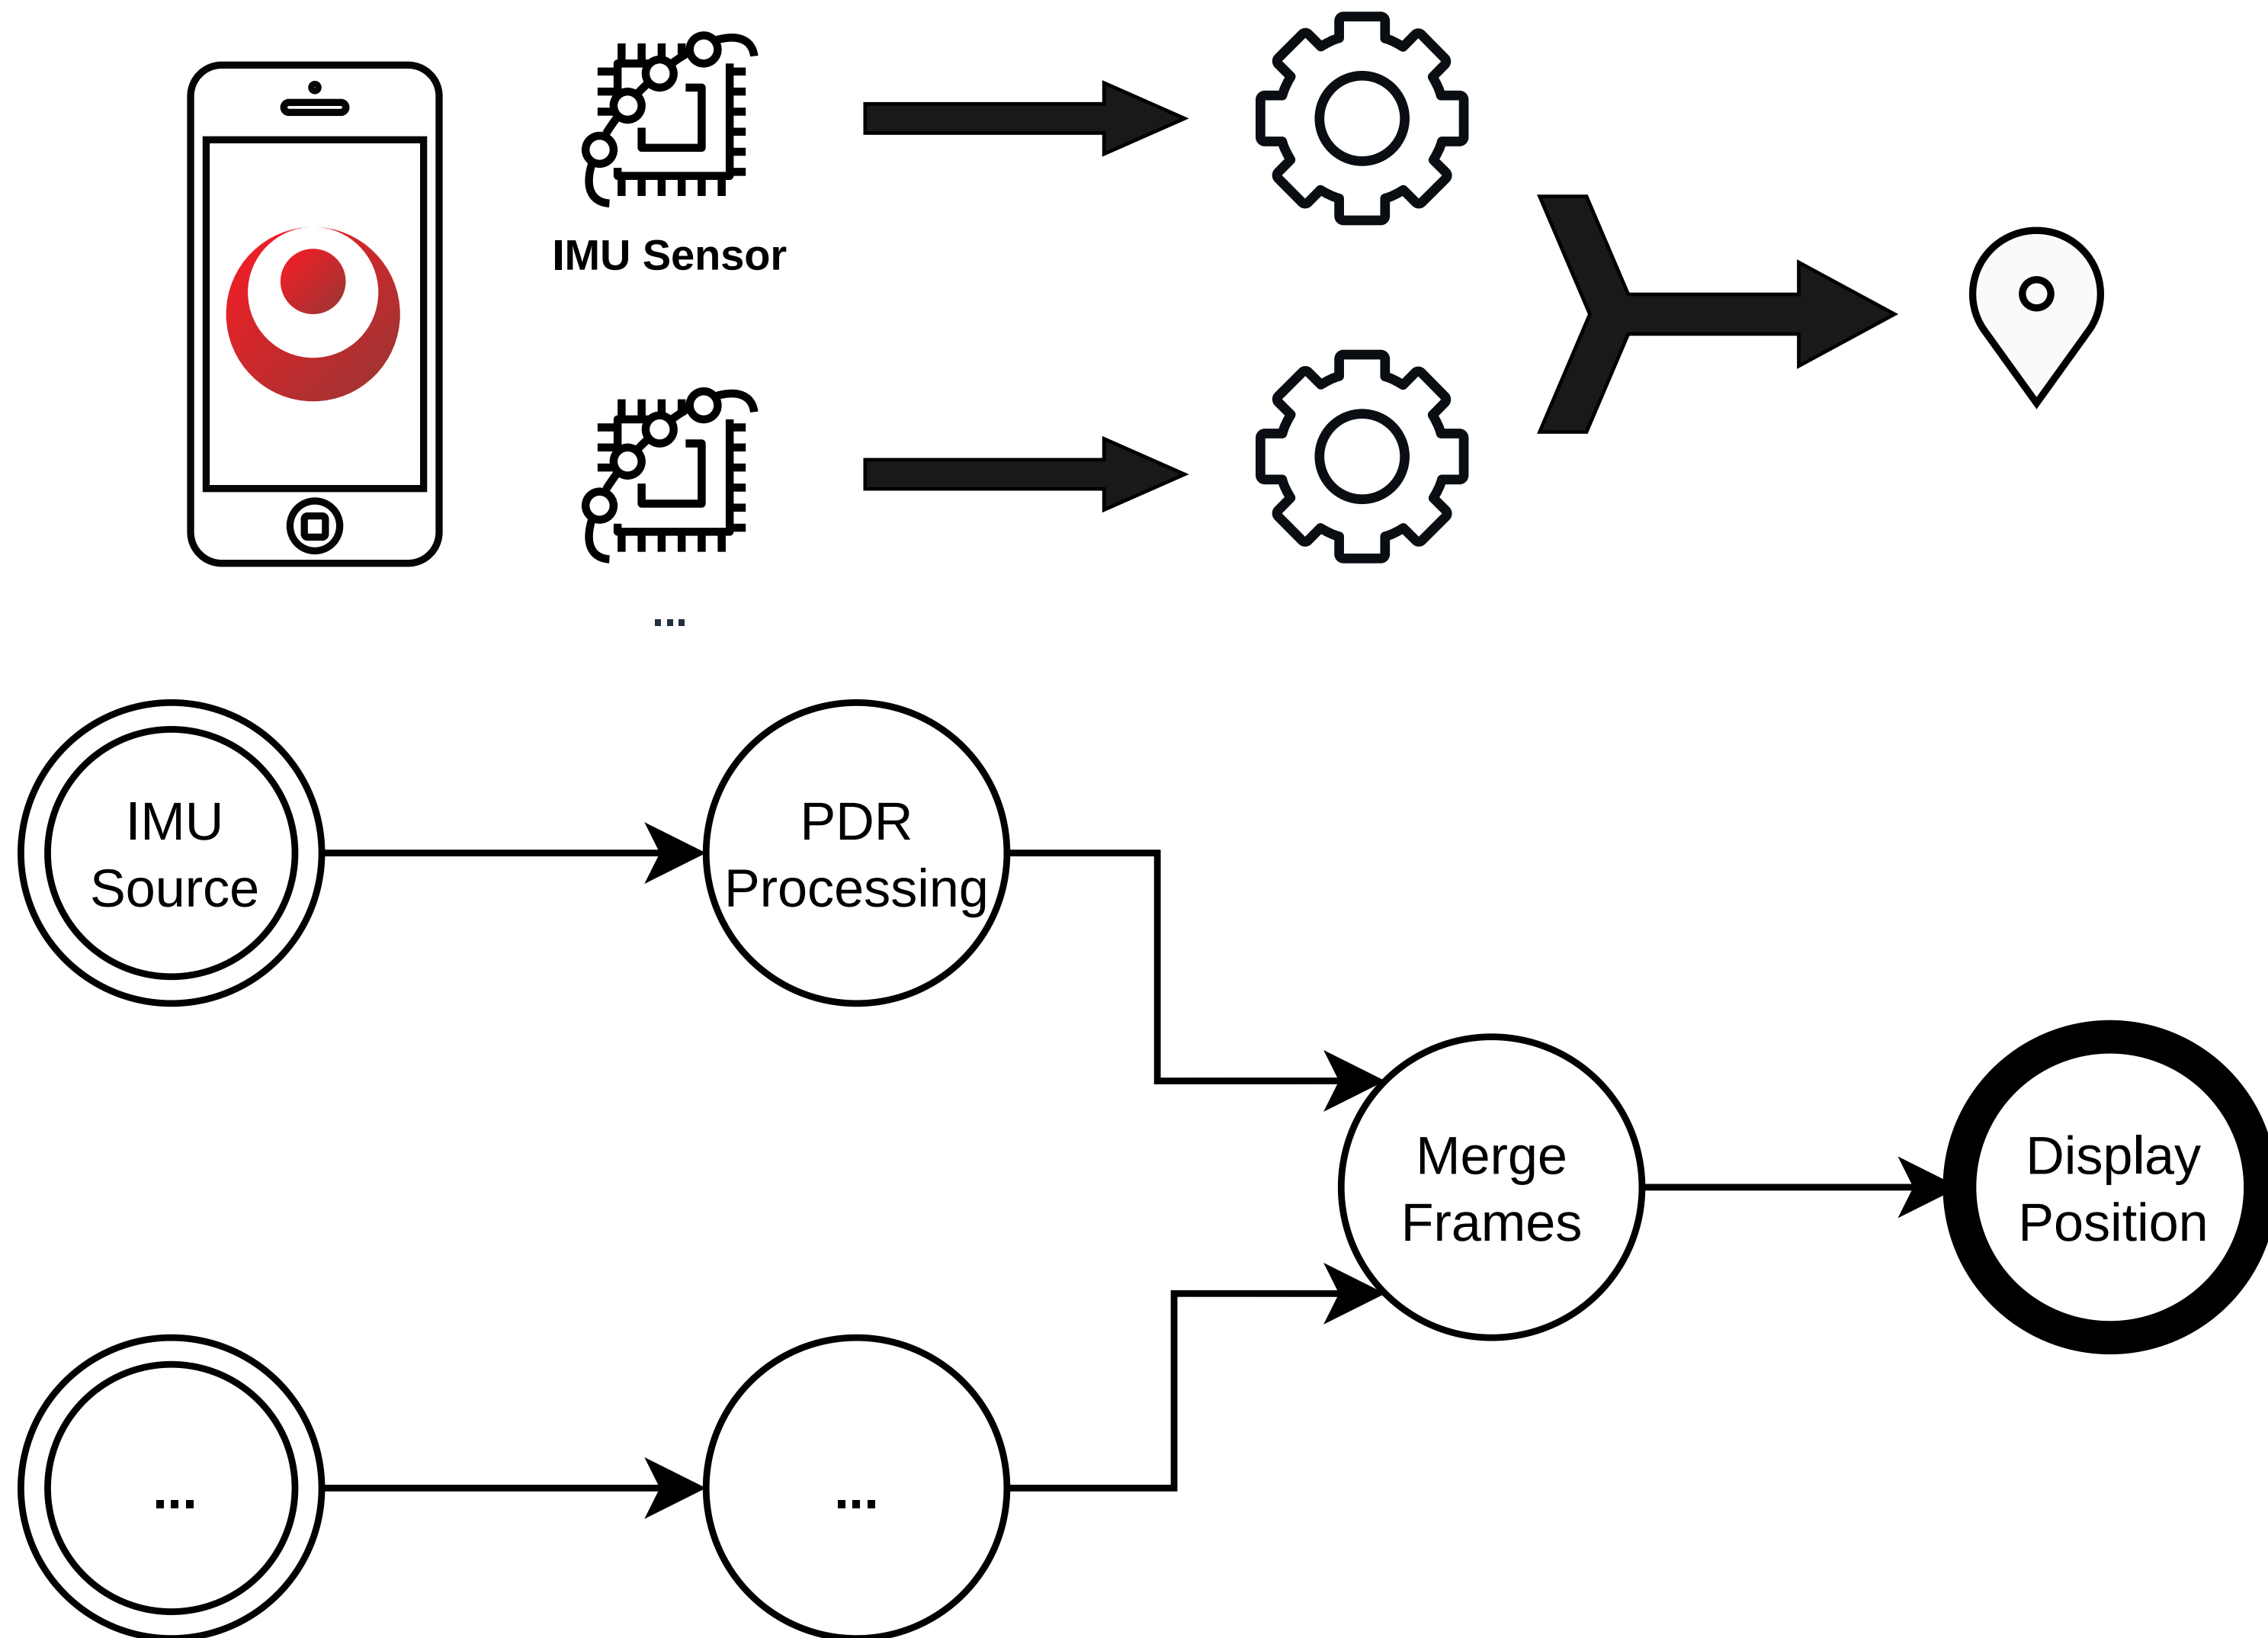 IMU Sensor
...
IMU
Source
PDR
Processing
Merge
Frames
Display
Position
...
...